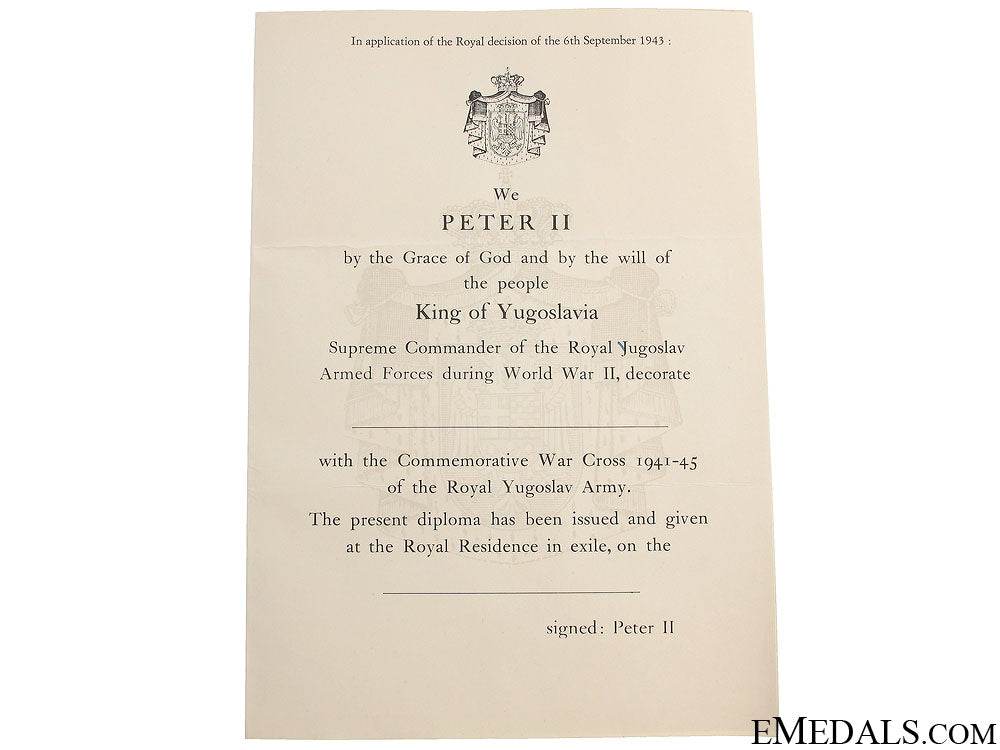 In application of the Royal decision of the 6th September 1943 :
We
PETER II
by the Grace of God and by the will of
the people
King of Yugoslavia
Supreme Commander of the Royal Yugoslav
Armed Forces during World War II, decorate
with the Commemorative War Cross 1941-45
of the Royal Yugoslav Army.
The present diploma has been issued and given
at the Royal Residence in exile, on the
signed: Peter II
EMEDALS.COM